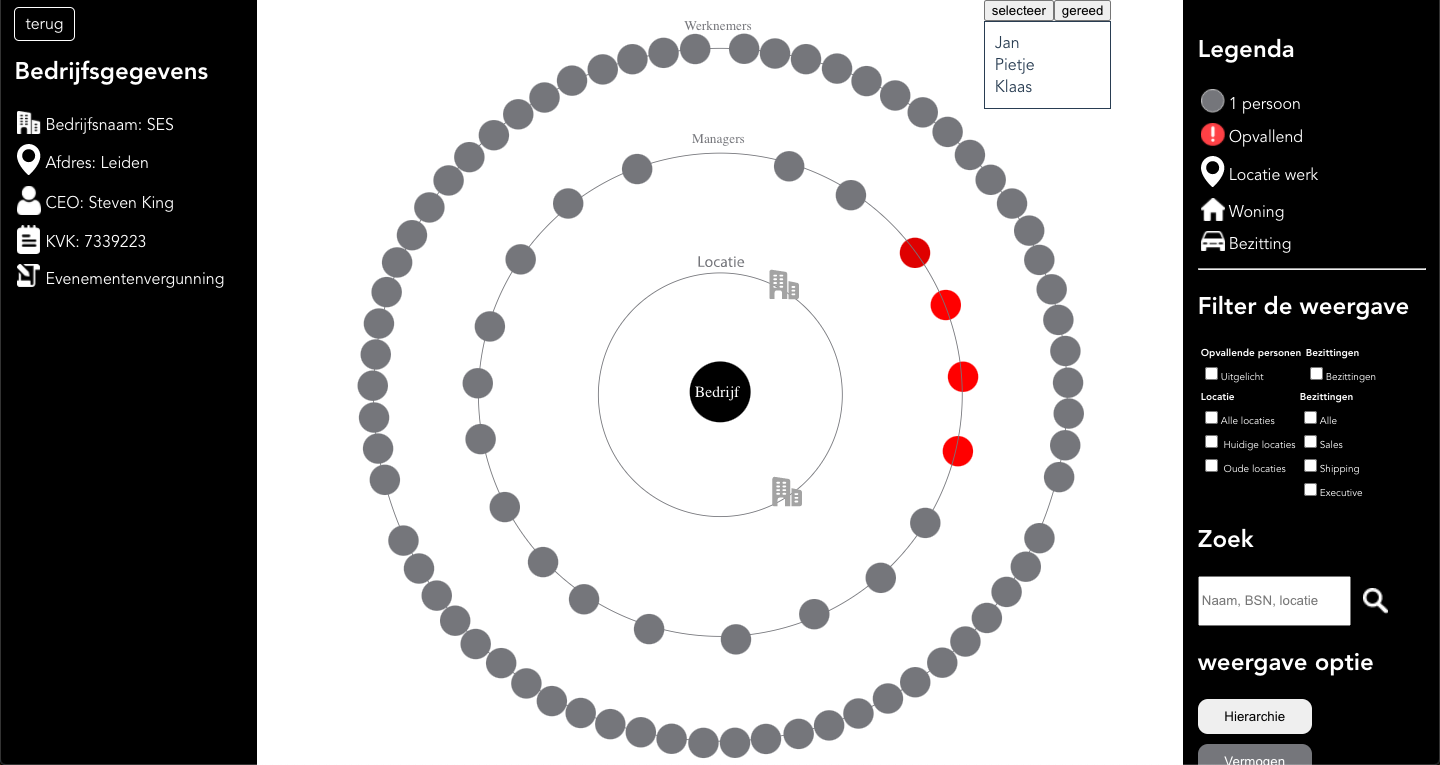 terug
Bedrijfsgegevens
Bedrijfsnaam: SES
Afdres: Leiden
CEO: Steven King
KVK: 7339223
Evenementenvergunning
Werknemers
Managers
Locatie
Bedrijf
selecteer gereed
Jan
Pietje
Klaas
Legenda
1 persoon
Opvallend
Locatie werk
Woning
Bezitting
Filter de weergave
Opvallende personen Bezittingen
Uitgelicht Bezittingen
Locatie Bezittingen
Alle locaties Alle
Huidige locaties Sales
Oude locaties Shipping
Executive
Zoek
Naam, BSN, locatie
weergave optie
Hierarchie
Vermogen